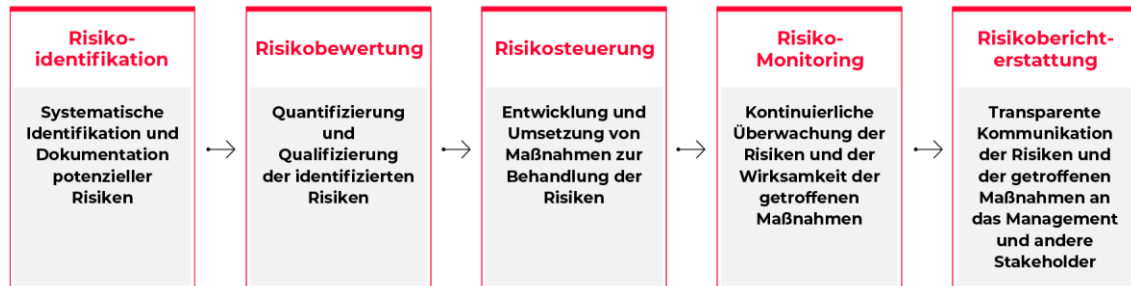 Risiko-
identifikation
Systematische
Identifikation und
Dokumentation
potenzieller
Risiken
Risikobewertung
Quantifizierung
und
Qualifizierung
der identifizierten
Risiken
Risikosteuerung
Entwicklung und
Umsetzung von
Maßnahmen zur
Behandlung der
Risiken
Risiko-
Monitoring
Kontinuierliche
Überwachung der
Risiken und der
Wirksamkeit der
getroffenen
Maßnahmen
Risikobericht-
erstattung
Transparente
Kommunikation
der Risiken und
der getroffenen
Maßnahmen an
das Management
und andere
Stakeholder